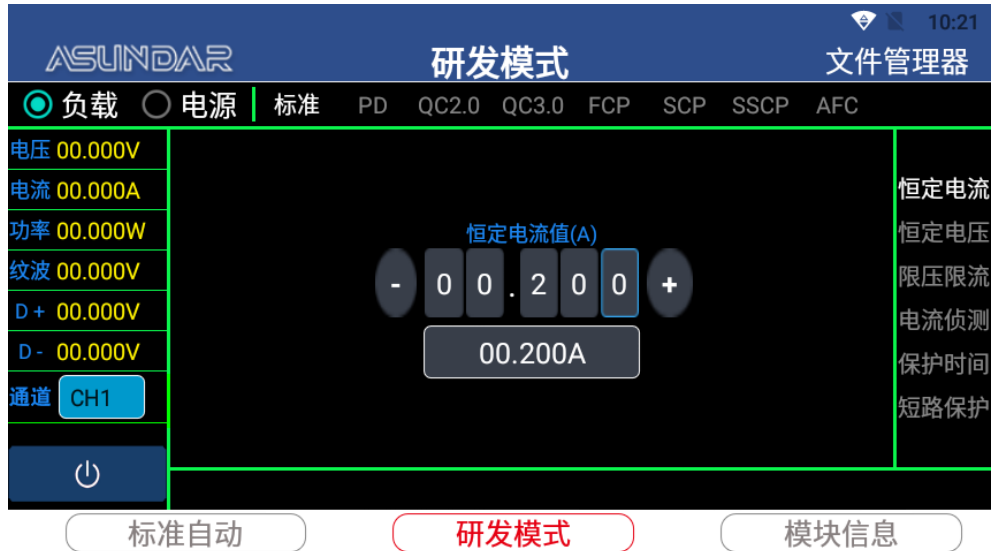 10:21
ASUNDAR 研发模式 文件管理器
负载 电源 标准 PD QC2.0 QC3.0 FCP SCP SSCP AFC
电压 00.000V
电流 00.000A
功率 00.000W
纹波 00.000V
D+ 00.000V
D- 00.000V
通道 CH1
恒定电流值(A)
- 0 0 . 2 0 0 +
00.200A
恒定电流
恒定电压
限压限流
电流侦测
保护时间
短路保护
标准自动 研发模式 模块信息